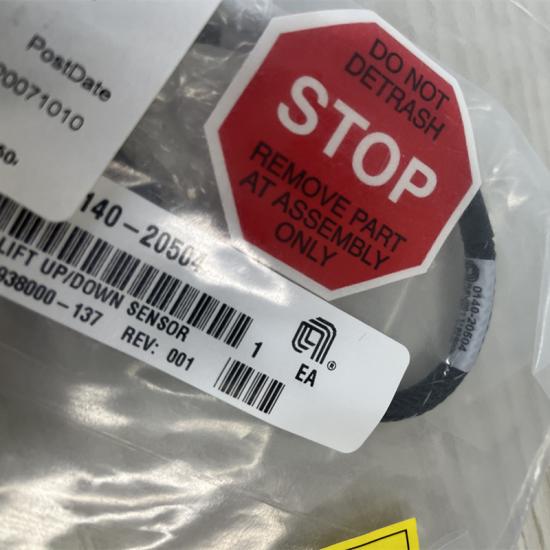 PostDate
20071010
DO NOT
DETRASH
STOP
REMOVE PART
AT ASSEMBLY
ONLY
140-20504
LIFT UP/DOWN SENSOR
938000-137
REV: 001
1
EA
0140-20504